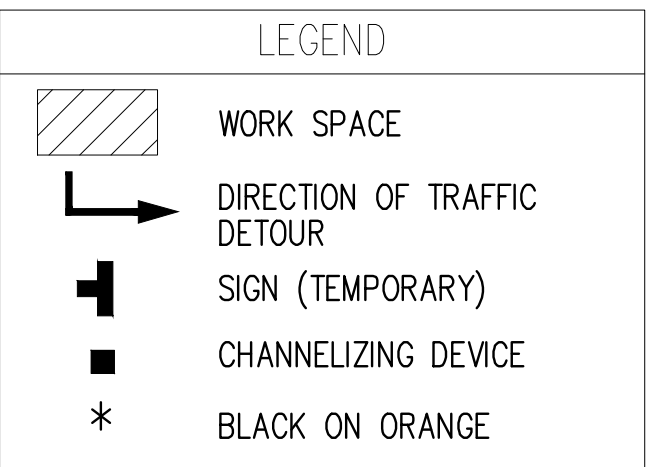 LEGEND
WORK SPACE
DIRECTION OF TRAFFIC
DETOUR
SIGN (TEMPORARY)
CHANNELIZING DEVICE
* BLACK ON ORANGE